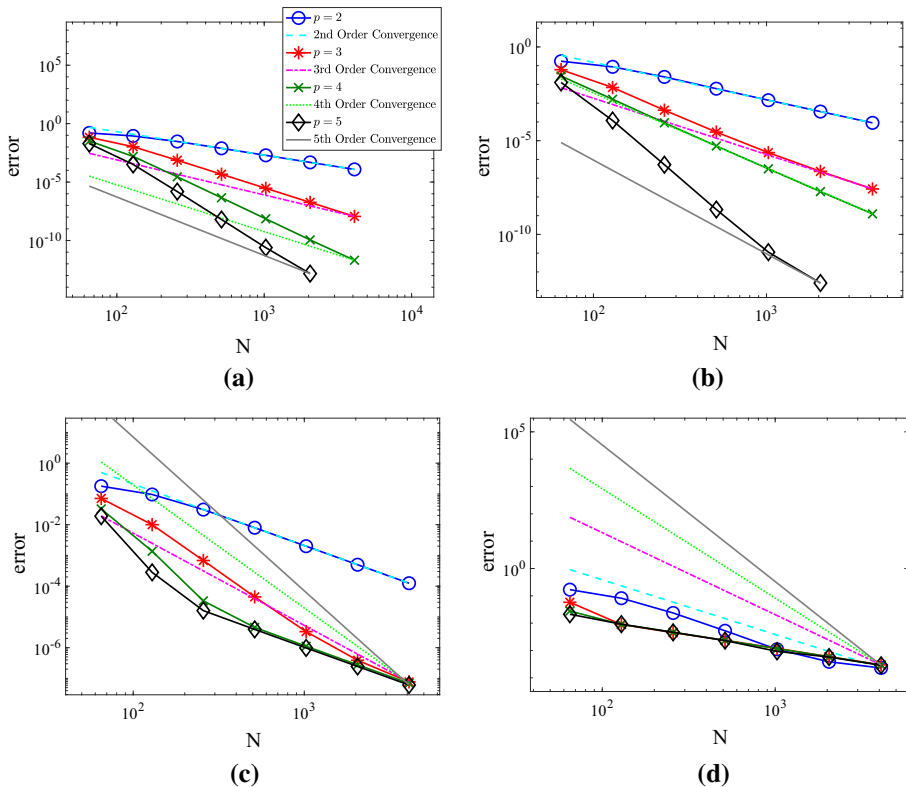 p = 2
2nd Order Convergence
p = 3
3rd Order Convergence
p = 4
4th Order Convergence
p = 5
5th Order Convergence
10^5
10^0
10^-5
10^-10
error
10^2
10^3
10^4
N
(a)
10^0
10^-5
10^-10
error
10^2
10^3
N
(b)
10^0
10^-2
10^-4
10^-6
error
10^2
10^3
N
(c)
10^5
10^0
error
10^2
10^3
N
(d)